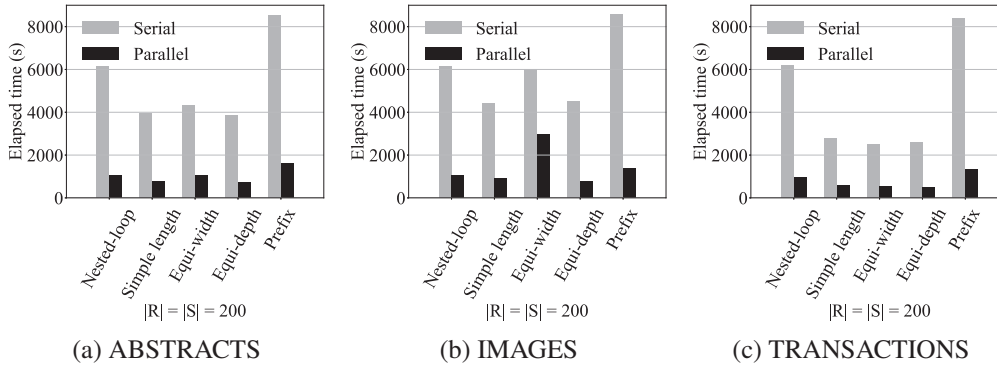 Elapsed time (s)
8000
6000
4000
2000
0
Serial
Parallel
Nested-loop
Simple length
Equi-width
Equi-depth
Prefix
|R| = |S| = 200
(a) ABSTRACTS
Elapsed time (s)
8000
6000
4000
2000
0
Serial
Parallel
Nested-loop
Simple length
Equi-width
Equi-depth
Prefix
|R| = |S| = 200
(b) IMAGES
Elapsed time (s)
8000
6000
4000
2000
0
Serial
Parallel
Nested-loop
Simple length
Equi-width
Equi-depth
Prefix
|R| = |S| = 200
(c) TRANSACTIONS